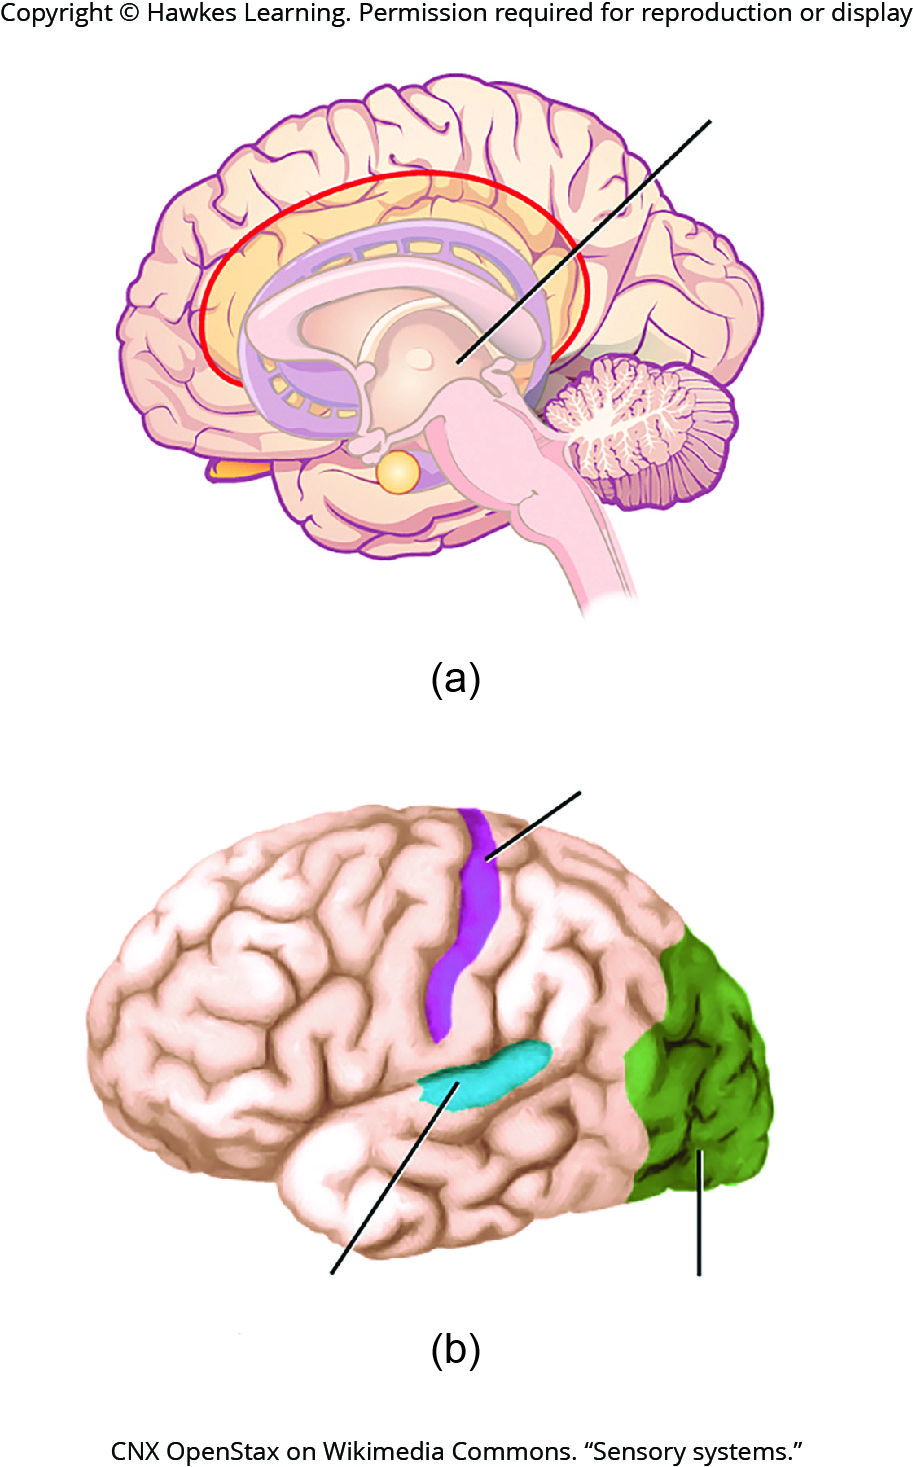 Copyright © Hawkes Learning. Permission required for reproduction or display
(a)
(b)
CNX OpenStax on Wikimedia Commons. “Sensory systems.”